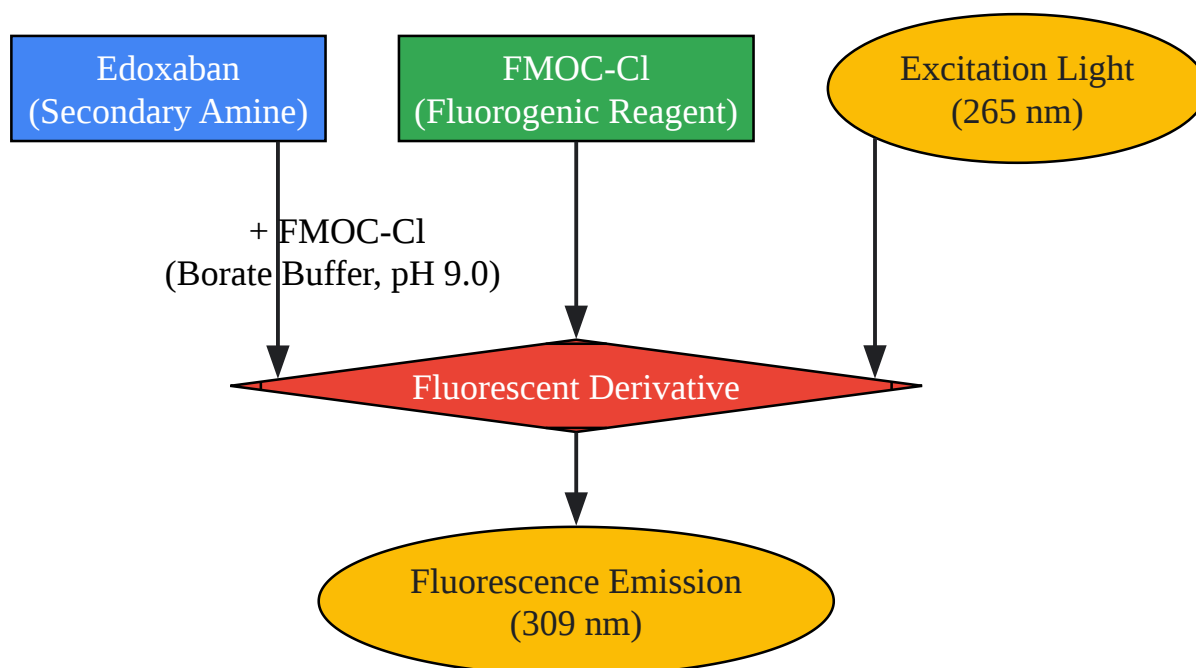 Edoxaban
(Secondary Amine)
FMOC-Cl
(Fluorogenic Reagent)
Excitation Light
(265 nm)
+ FMOC-Cl
(Borate Buffer, pH 9.0)
Fluorescent Derivative
Fluorescence Emission
(309 nm)